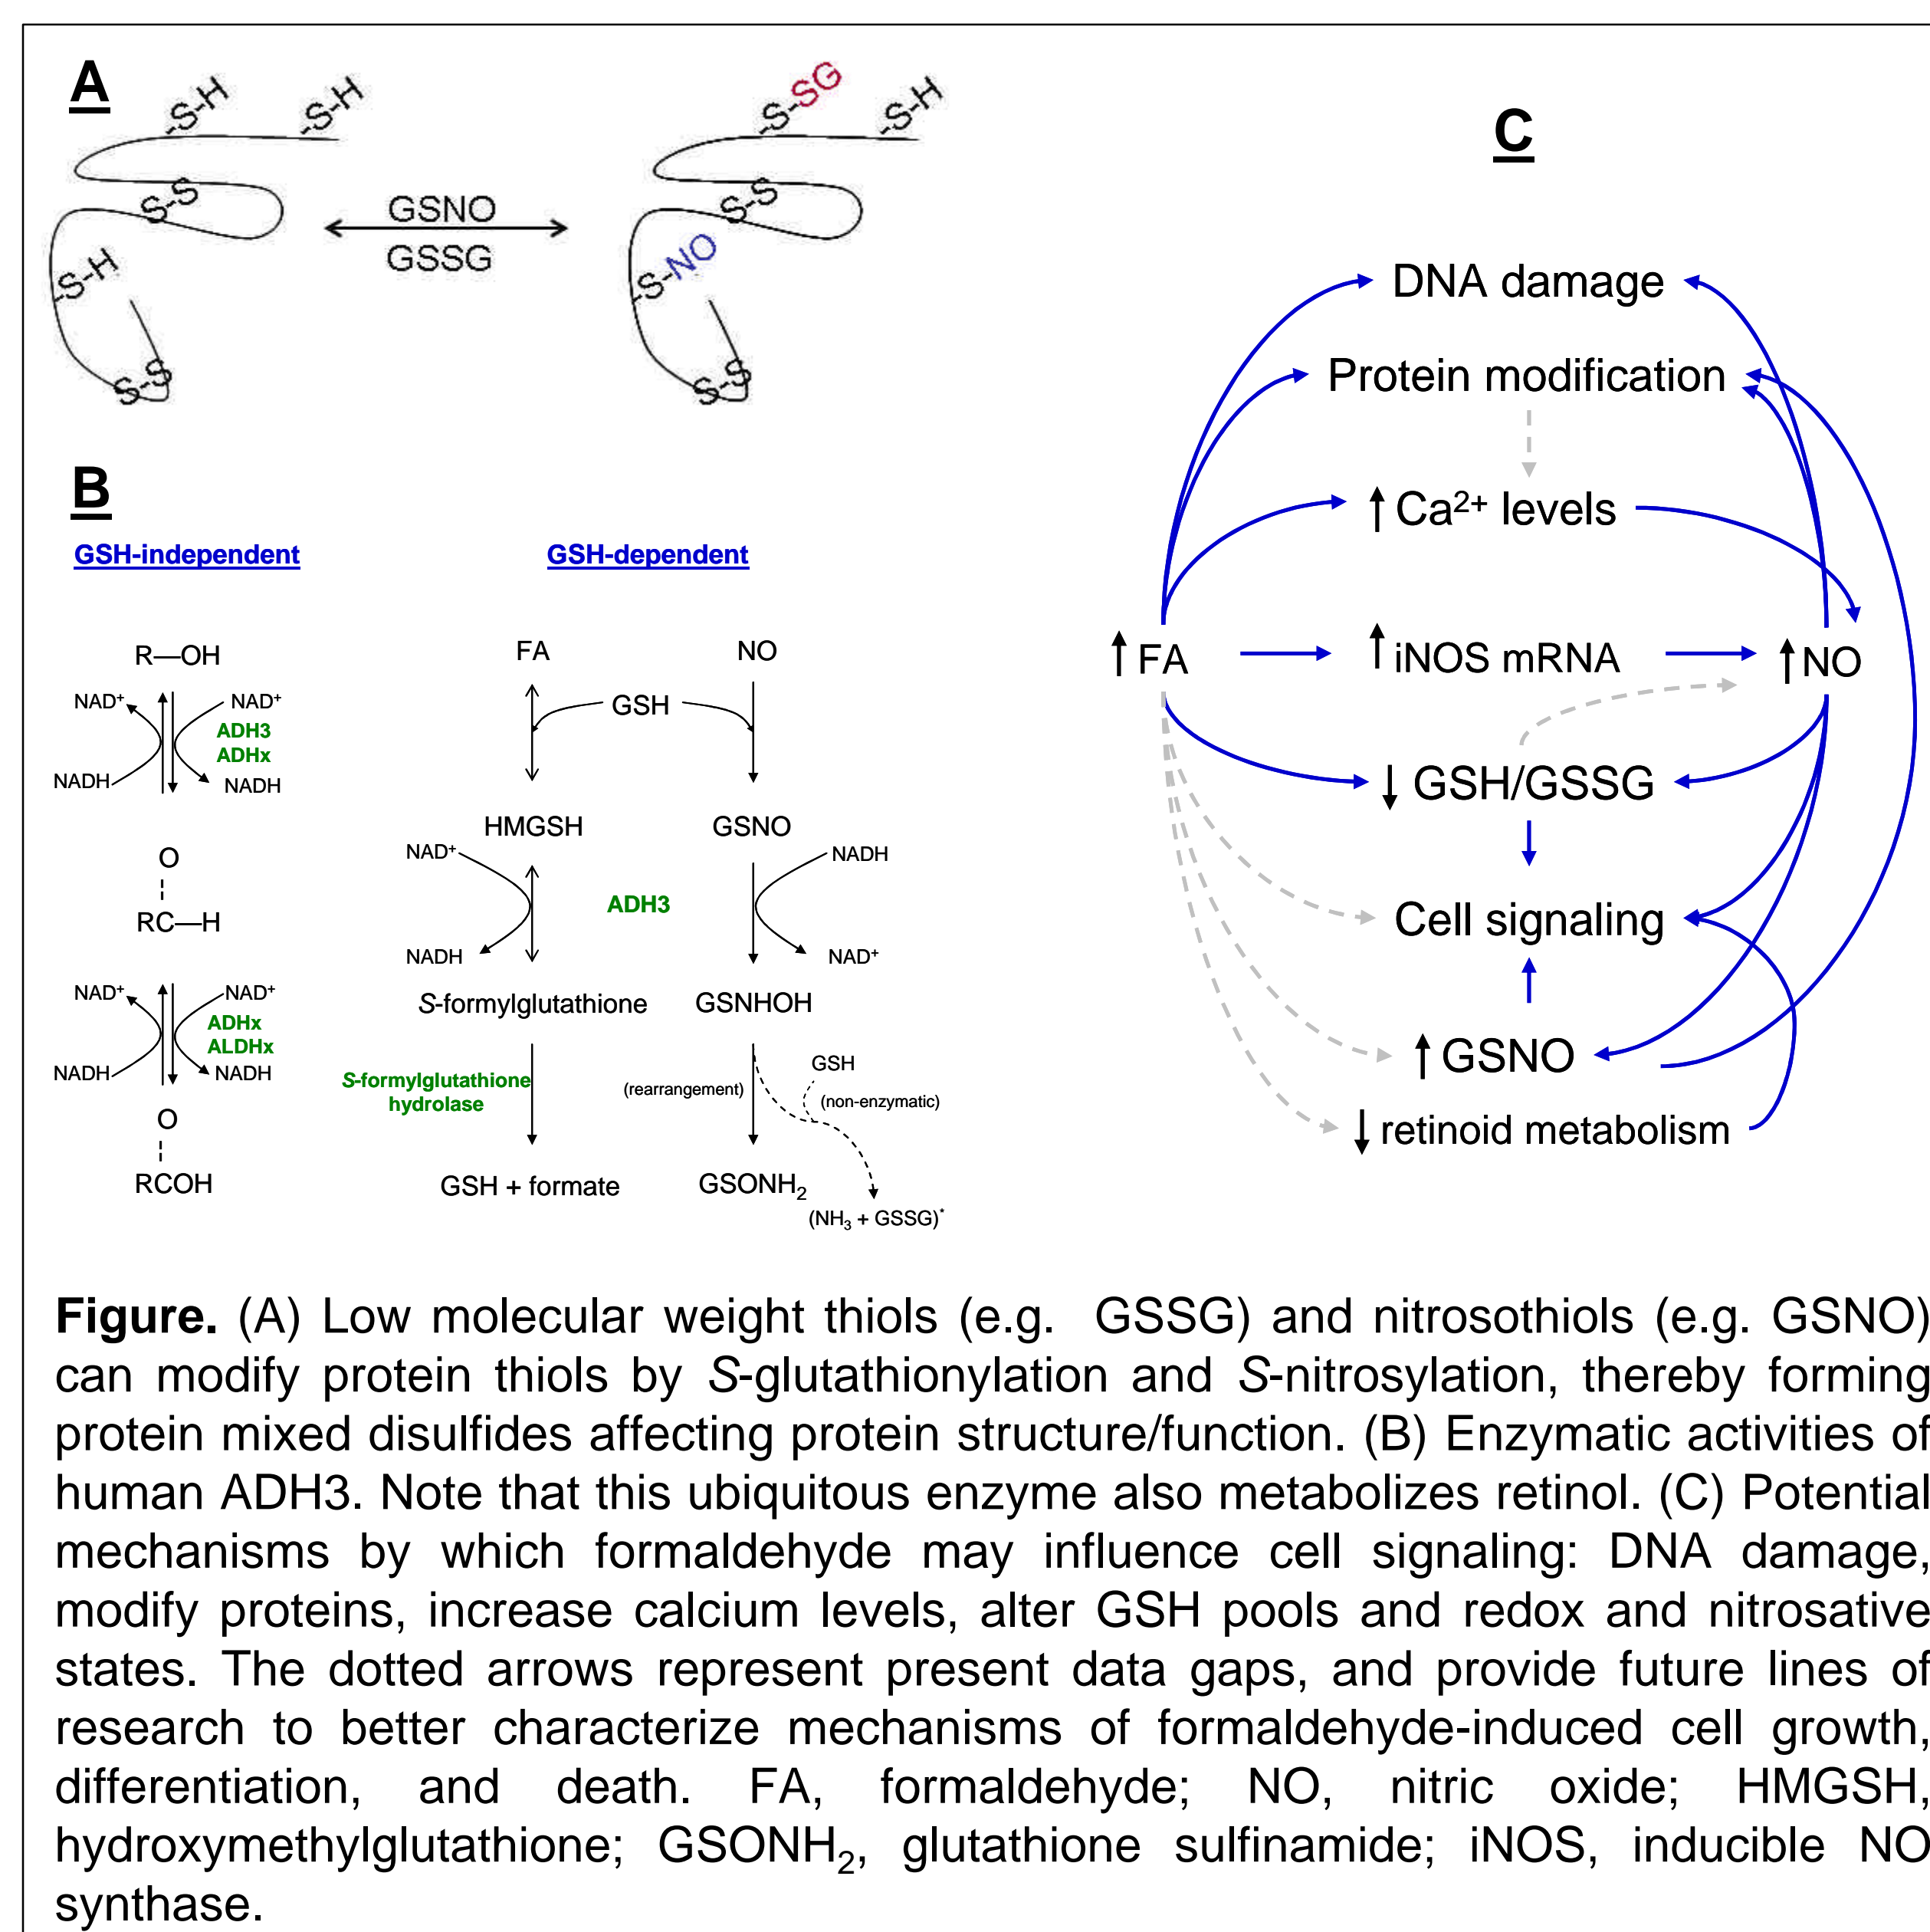 A
-S-H
-S-H
S-S
-S-H
S-S
GSNO
GSSG
-S-SG
-S-H
S-S
-S-NO
S-S
B
GSH-independent
R—OH
NAD⁺
NAD⁺
ADH3
ADHx
NADH
NADH
O
RC—H
NAD⁺
NAD⁺
ADHx
ALDHx
NADH
NADH
O
RCOH
GSH-dependent
FA
NO
GSH
HMGSH
GSNO
NAD⁺
NADH
ADH3
NADH
NAD⁺
S-formylglutathione
GSNHOH
S-formylglutathione
hydrolase
(rearrangement)
GSH
(non-enzymatic)
GSH + formate
GSONH₂
(NH₃ + GSSG)*
C
DNA damage
Protein modification
↑ Ca²⁺ levels
↑ FA
↑ iNOS mRNA
↑ NO
↓ GSH/GSSG
Cell signaling
↑ GSNO
↓ retinoid metabolism
Figure. (A) Low molecular weight thiols (e.g. GSSG) and nitrosothiols (e.g. GSNO)
can modify protein thiols by S-glutathionylation and S-nitrosylation, thereby forming
protein mixed disulfides affecting protein structure/function. (B) Enzymatic activities of
human ADH3. Note that this ubiquitous enzyme also metabolizes retinol. (C) Potential
mechanisms by which formaldehyde may influence cell signaling: DNA damage,
modify proteins, increase calcium levels, alter GSH pools and redox and nitrosative
states. The dotted arrows represent present data gaps, and provide future lines of
research to better characterize mechanisms of formaldehyde-induced cell growth,
differentiation, and death. FA, formaldehyde; NO, nitric oxide; HMGSH,
hydroxymethylglutathione; GSONH₂, glutathione sulfinamide; iNOS, inducible NO
synthase.